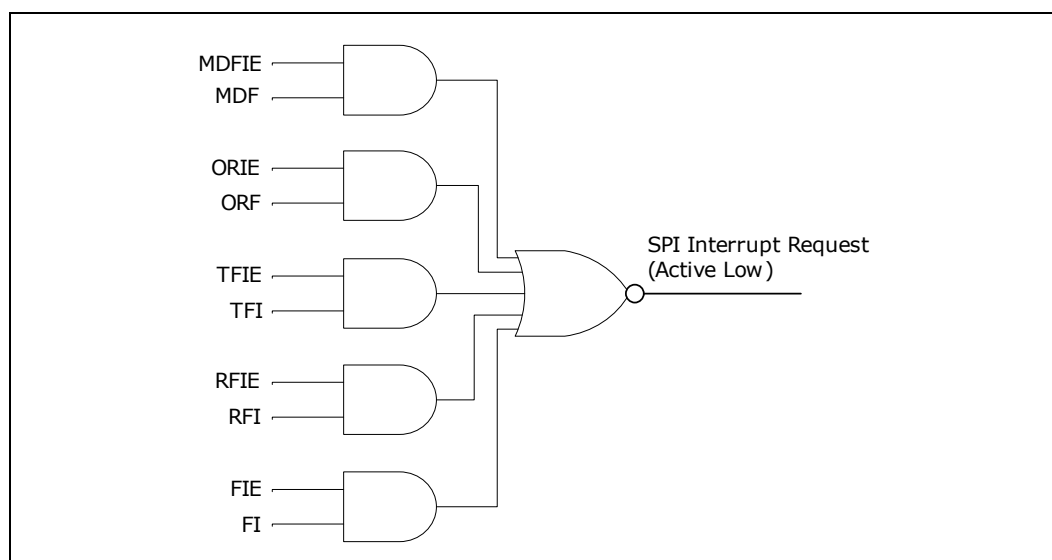 MDFIE
MDF
ORIE
ORF
TFIE
TFI
RFIE
RFI
FIE
FI
SPI Interrupt Request
(Active Low)